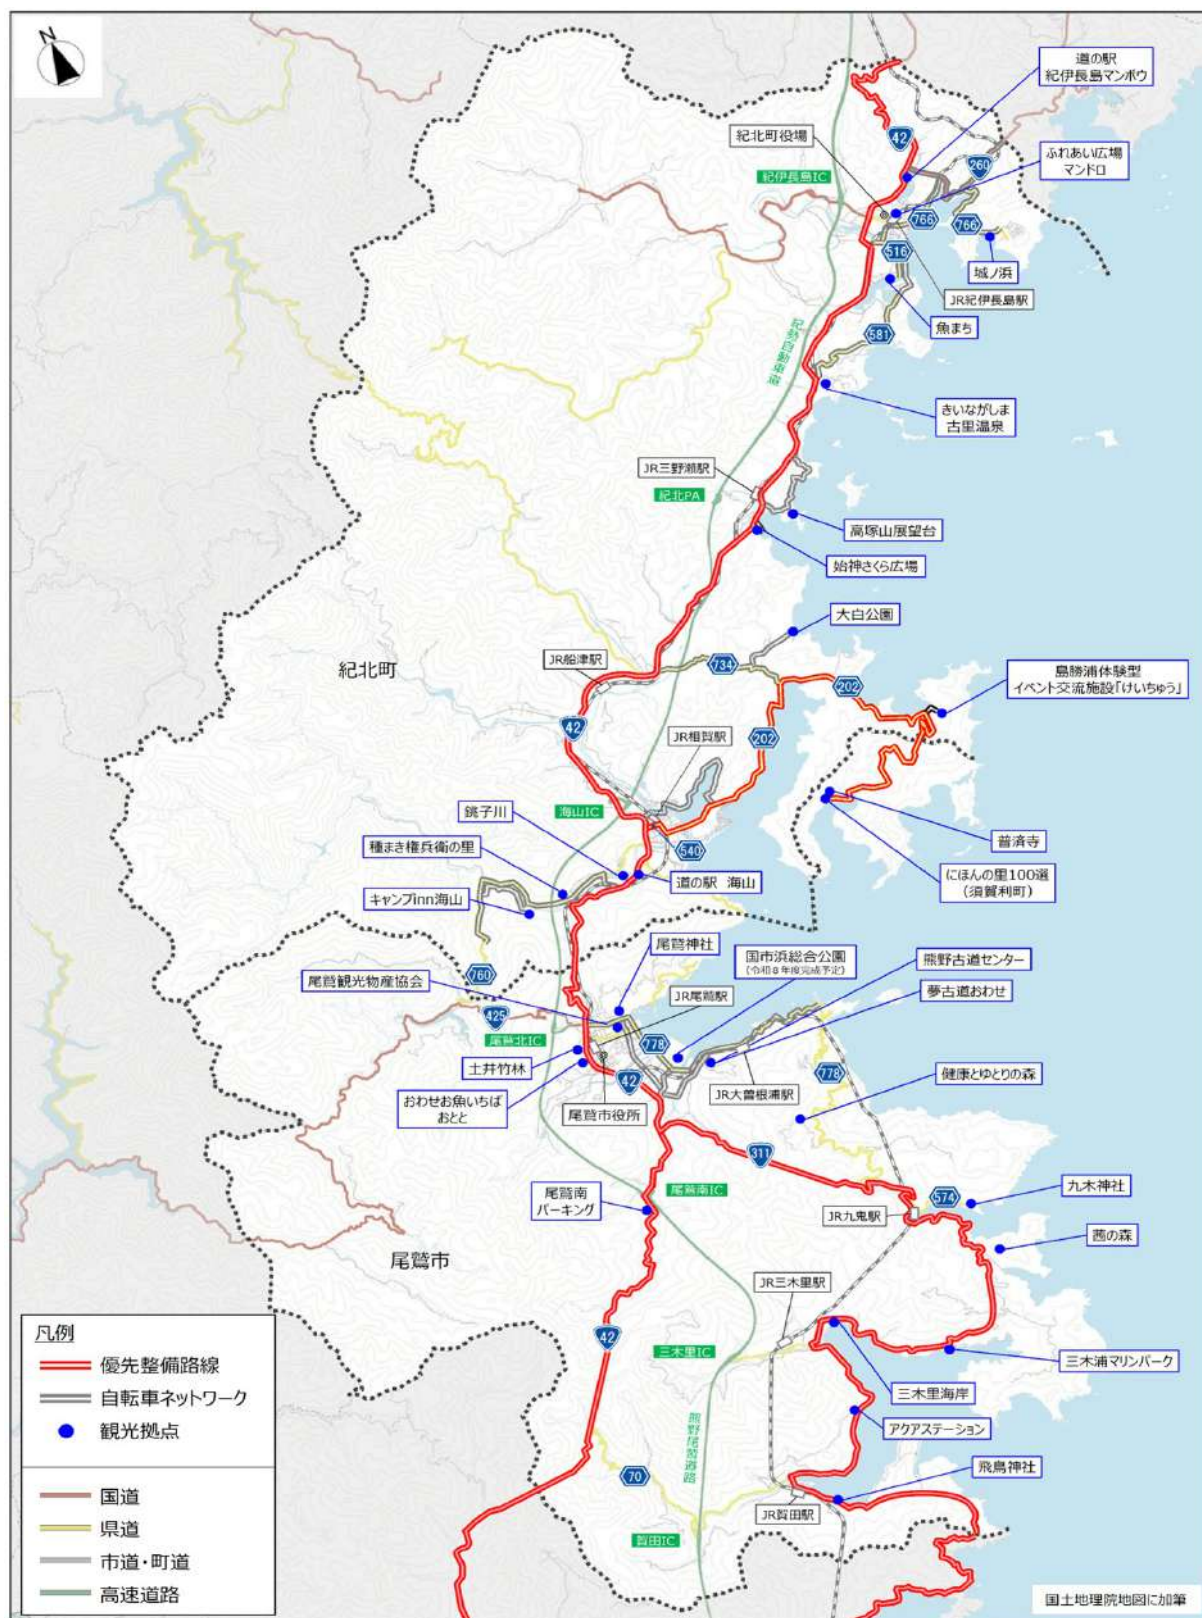 N
道の駅
紀伊長島マンボウ
紀北町役場
42
260
ふれあい広場
マンドロ
紀伊長島IC
766
766
516
城ノ浜
JR紀伊長島駅
魚まち
581
紀勢自動車道
きいながしま
古里温泉
JR三野瀬駅
紀北PA
高塚山展望台
始神さくら広場
大白公園
紀北町
JR船津駅
734
202
島勝浦体験型
イベント交流施設「けいちゅう」
42
JR相賀駅
202
銚子川
海山IC
普済寺
種まき権兵衛の里
540
にほんの里100選
(須賀利町)
道の駅 海山
キャンプinn海山
尾鷲神社
国市浜総合公園
(令和8年度完成予定)
熊野古道センター
760
尾鷲観光物産協会
JR尾鷲駅
夢古道おわせ
425
尾鷲北IC
778
土井竹林
778
健康とゆとりの森
おわせお魚いちば
おとと
42
JR大曽根浦駅
尾鷲市役所
311
尾鷲南IC
尾鷲南
パーキング
574
九木神社
JR九鬼駅
茜の森
尾鷲市
JR三木里駅
凡例
42
三木里IC
三木浦マリンパーク
優先整備路線
三木里海岸
自転車ネットワーク
アクアステーション
観光拠点
熊野尾鷲道路
飛鳥神社
70
国道
JR賀田駅
県道
賀田IC
市道・町道
高速道路
国土地理院地図に加筆